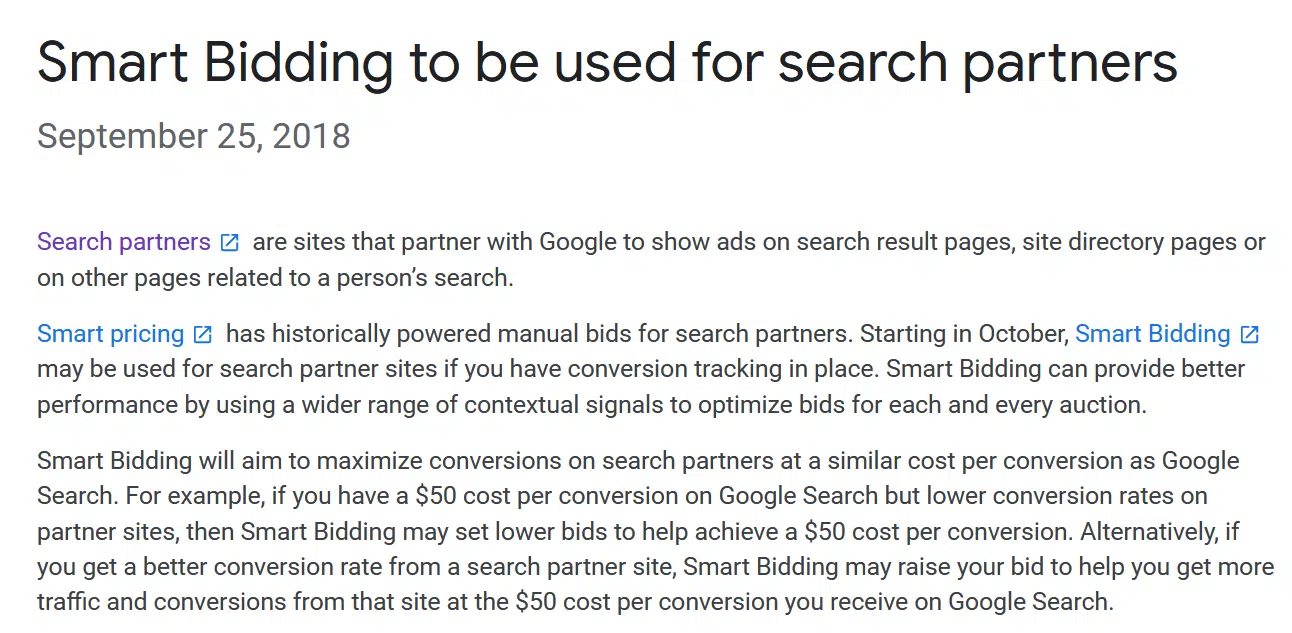 Smart Bidding to be used for search partners
September 25, 2018
Search partners are sites that partner with Google to show ads on search result pages, site directory pages or
on other pages related to a person’s search.
Smart pricing has historically powered manual bids for search partners. Starting in October, Smart Bidding
may be used for search partner sites if you have conversion tracking in place. Smart Bidding can provide better
performance by using a wider range of contextual signals to optimize bids for each and every auction.
Smart Bidding will aim to maximize conversions on search partners at a similar cost per conversion as Google
Search. For example, if you have a $50 cost per conversion on Google Search but lower conversion rates on
partner sites, then Smart Bidding may set lower bids to help achieve a $50 cost per conversion. Alternatively, if
you get a better conversion rate from a search partner site, Smart Bidding may raise your bid to help you get more
traffic and conversions from that site at the $50 cost per conversion you receive on Google Search.